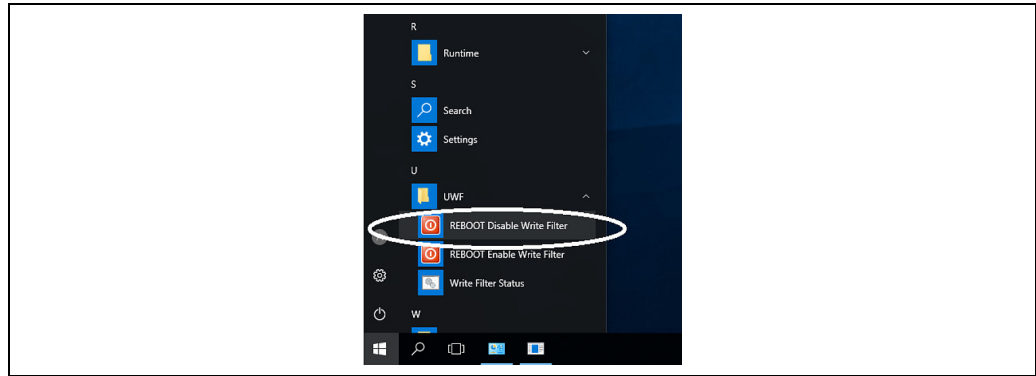 R
Runtime
S
Search
Settings
U
UWF
REBOOT Disable Write Filter
REBOOT Enable Write Filter
Write Filter Status
W